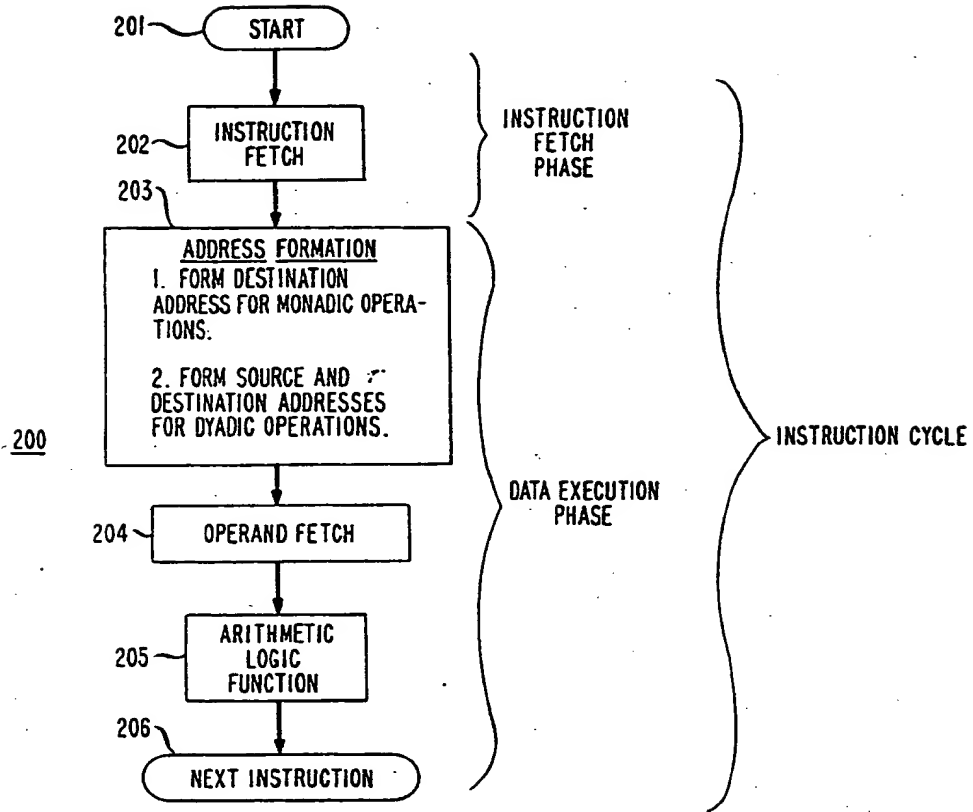 201
START
202
INSTRUCTION
FETCH
INSTRUCTION
FETCH
PHASE
203
ADDRESS FORMATION
1. FORM DESTINATION
ADDRESS FOR MONADIC OPERA-
TIONS.
2. FORM SOURCE AND
DESTINATION ADDRESSES
FOR DYADIC OPERATIONS.
200
INSTRUCTION CYCLE
DATA EXECUTION
PHASE
204
OPERAND FETCH
205
ARITHMETIC
LOGIC
FUNCTION
206
NEXT INSTRUCTION